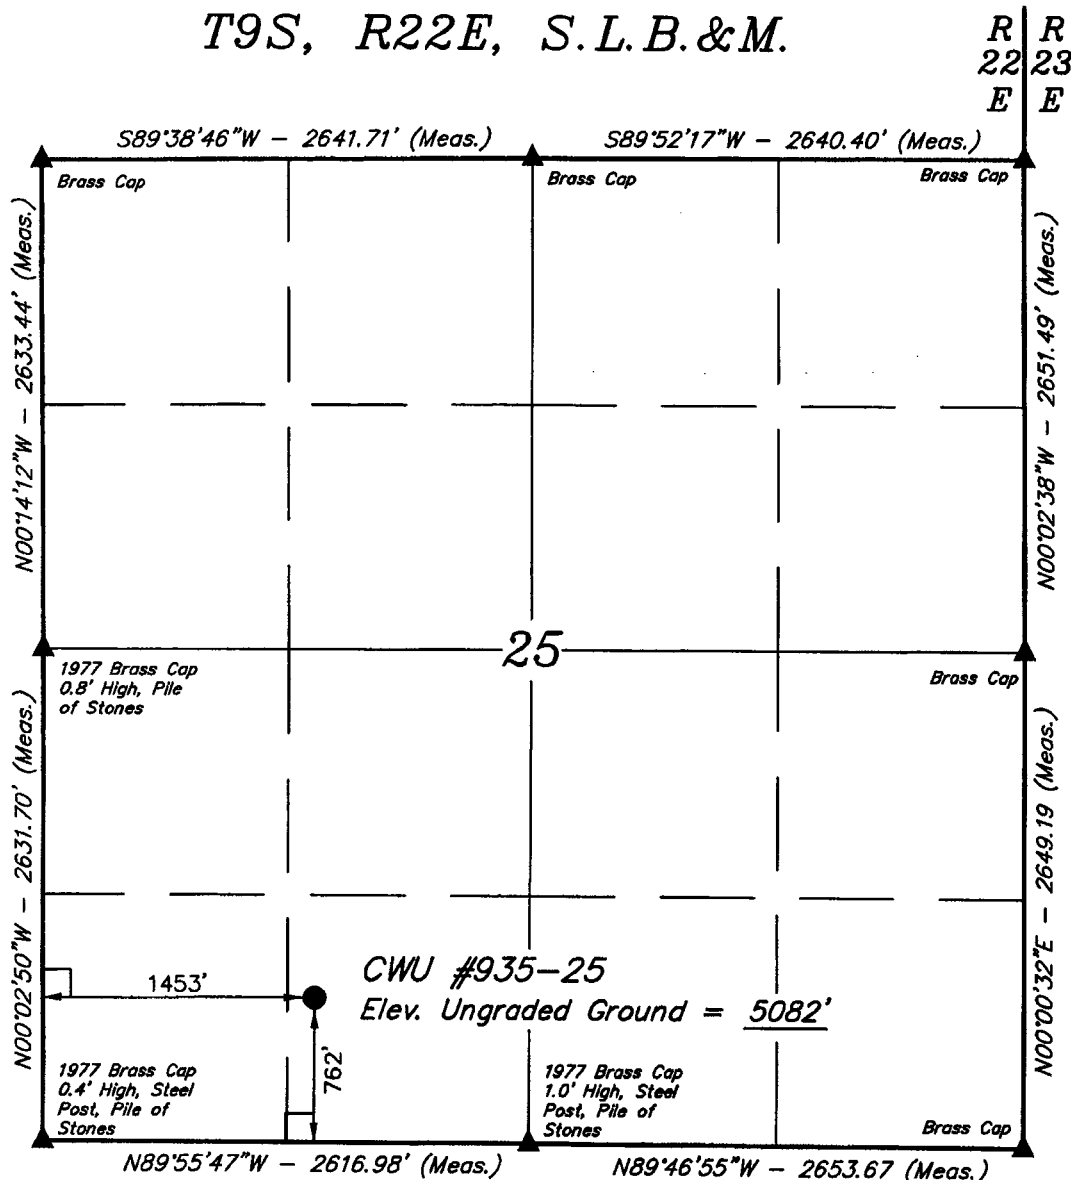 T9S, R22E, S.L.B.&M.
R R
22 23
E E
S89°38'46"W - 2641.71' (Meas.)
S89°52'17"W - 2640.40' (Meas.)
Brass Cap
Brass Cap
Brass Cap
N00°14'12"W - 2633.44' (Meas.)
N00°02'38"W - 2651.49' (Meas.)
25
1977 Brass Cap
0.8' High, Pile
of Stones
Brass Cap
N00°02'50"W - 2631.70' (Meas.)
N00°00'32"E - 2649.19 (Meas.)
CWU #935-25
Elev. Ungraded Ground = 5082'
1453'
762'
1977 Brass Cap
0.4' High, Steel
Post, Pile of
Stones
1977 Brass Cap
1.0' High, Steel
Post, Pile of
Stones
Brass Cap
N89°55'47"W - 2616.98' (Meas.)
N89°46'55"W - 2653.67 (Meas.)